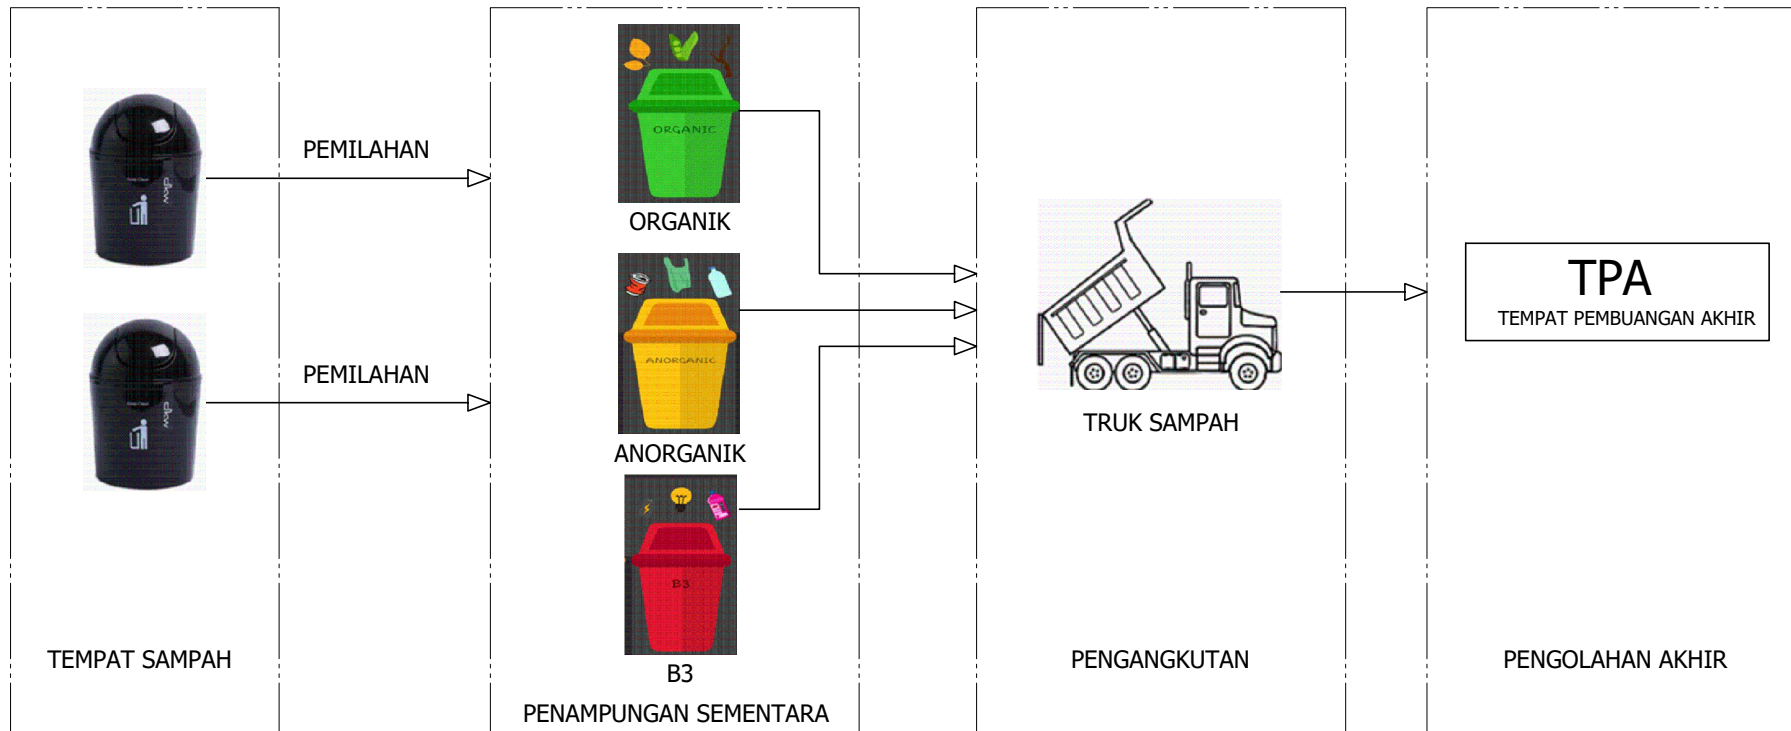 PEMILAHAN
PEMILAHAN
TEMPAT SAMPAH
ORGANIC
ORGANIK
ANORGANIC
ANORGANIK
B3
B3
PENAMPUNGAN SEMENTARA
TRUK SAMPAH
PENGANGKUTAN
TPA
TEMPAT PEMBUANGAN AKHIR
PENGOLAHAN AKHIR